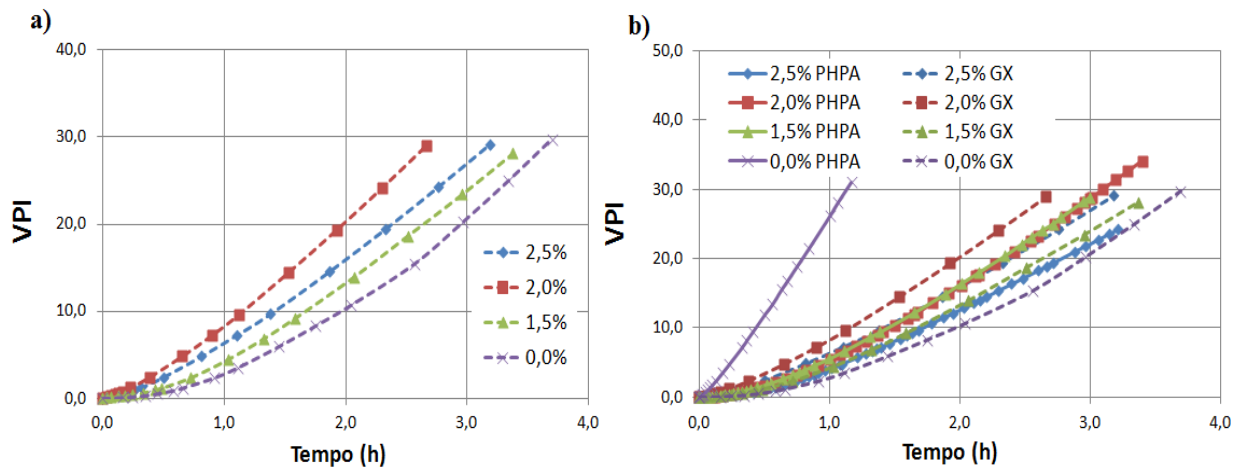 a)
40,0
30,0
20,0
10,0
0,0
VPI
0,0 1,0 2,0 3,0 4,0
Tempo (h)
2,5%
2,0%
1,5%
0,0%
b)
50,0
40,0
30,0
20,0
10,0
0,0
VPI
0,0 1,0 2,0 3,0 4,0
Tempo (h)
2,5% PHPA 2,5% GX
2,0% PHPA 2,0% GX
1,5% PHPA 1,5% GX
0,0% PHPA 0,0% GX